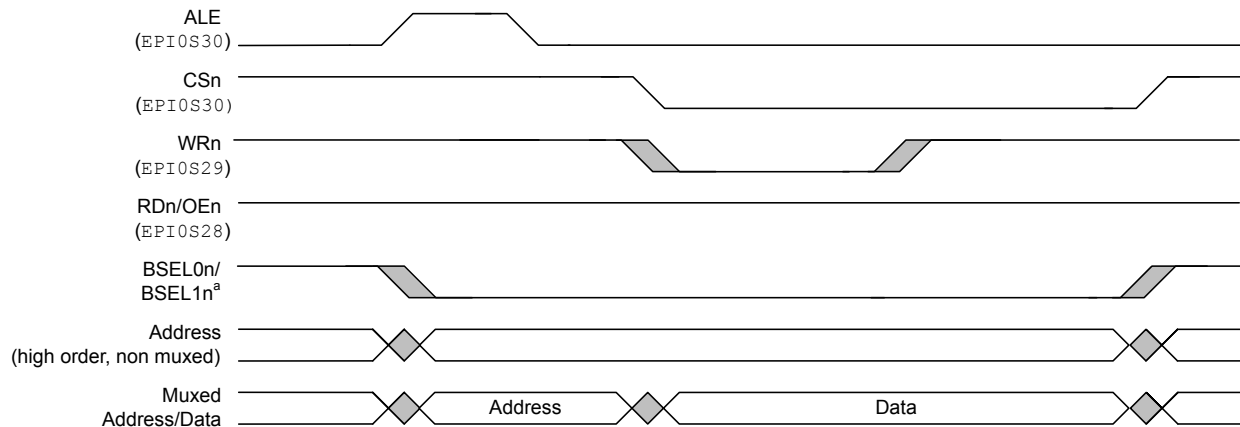 ALE
(EPI0S30)
CSn
(EPI0S30)
WRn
(EPI0S29)
RDn/OEn
(EPI0S28)
BSEL0n/
BSEL1nᵃ
Address
(high order, non muxed)
Muxed
Address/Data
Address
Data